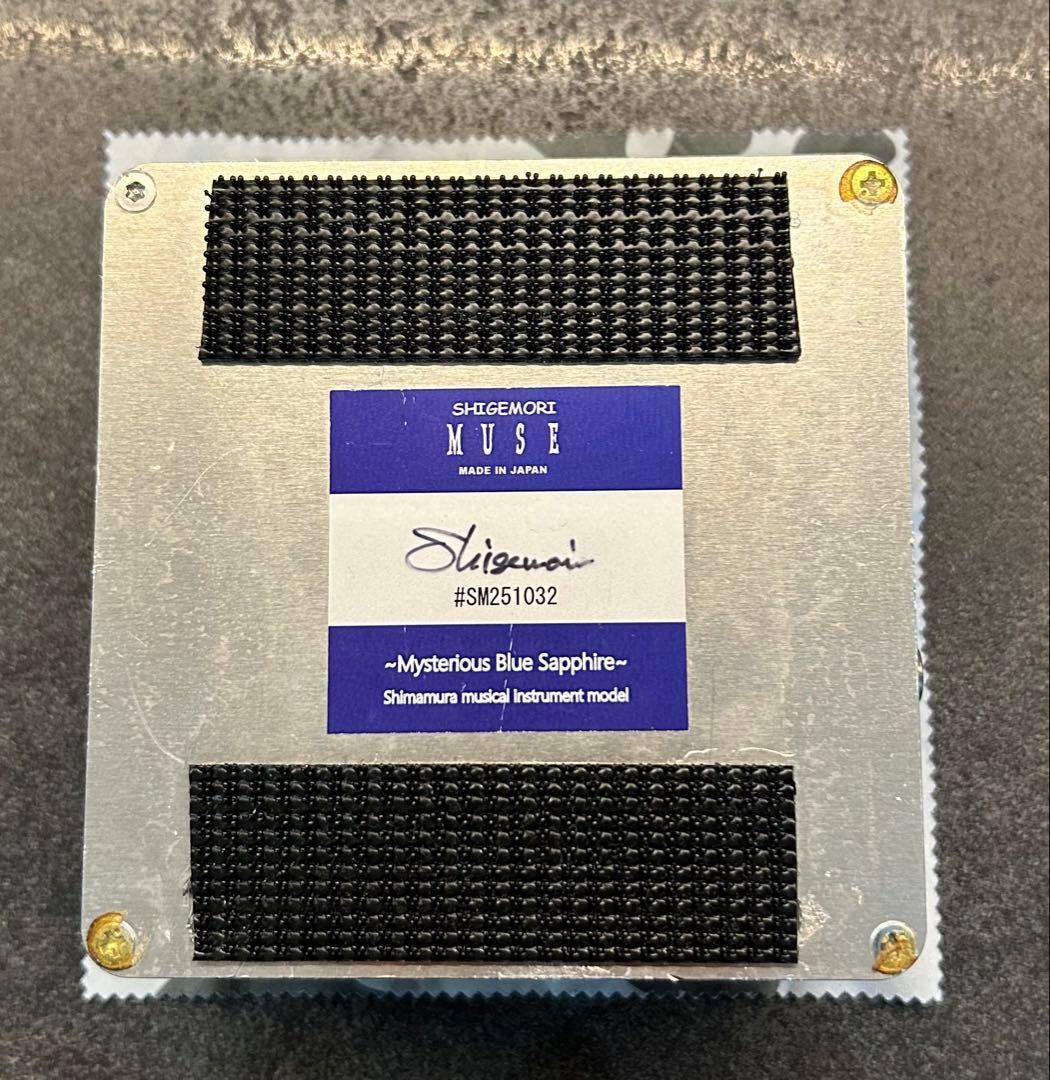 SHIGEMORI
MUSE
MADE IN JAPAN
Shigemori
#SM251032
~Mysterious Blue Sapphire~
Shimamura musical instrument model